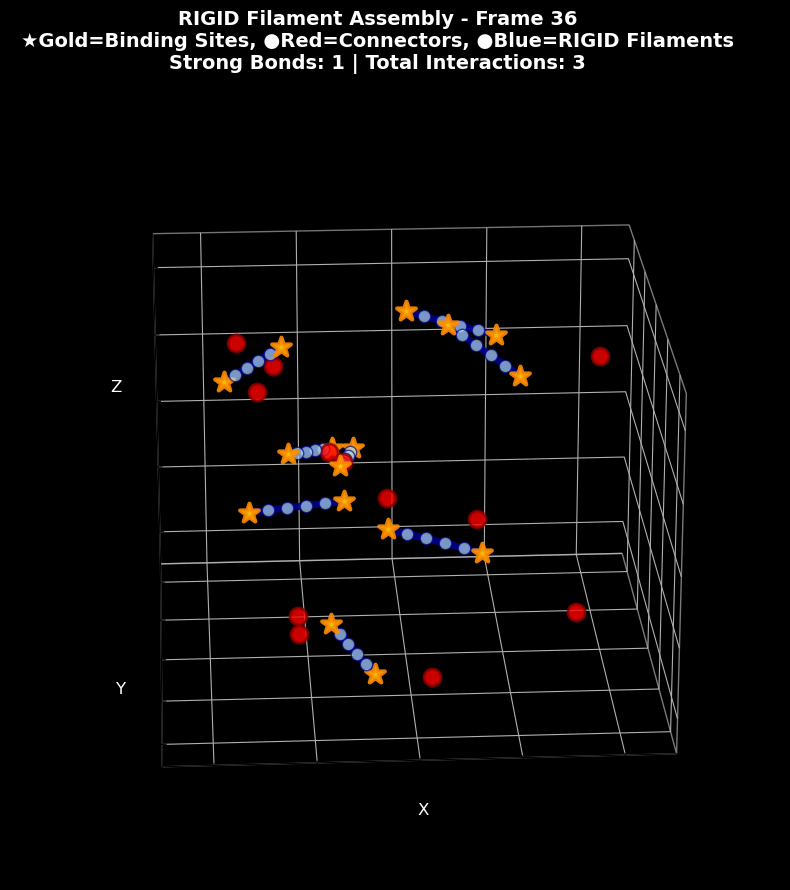 RIGID Filament Assembly - Frame 36
★Gold=Binding Sites, ●Red=Connectors, ●Blue=RIGID Filaments
Strong Bonds: 1 | Total Interactions: 3
Z
Y
X